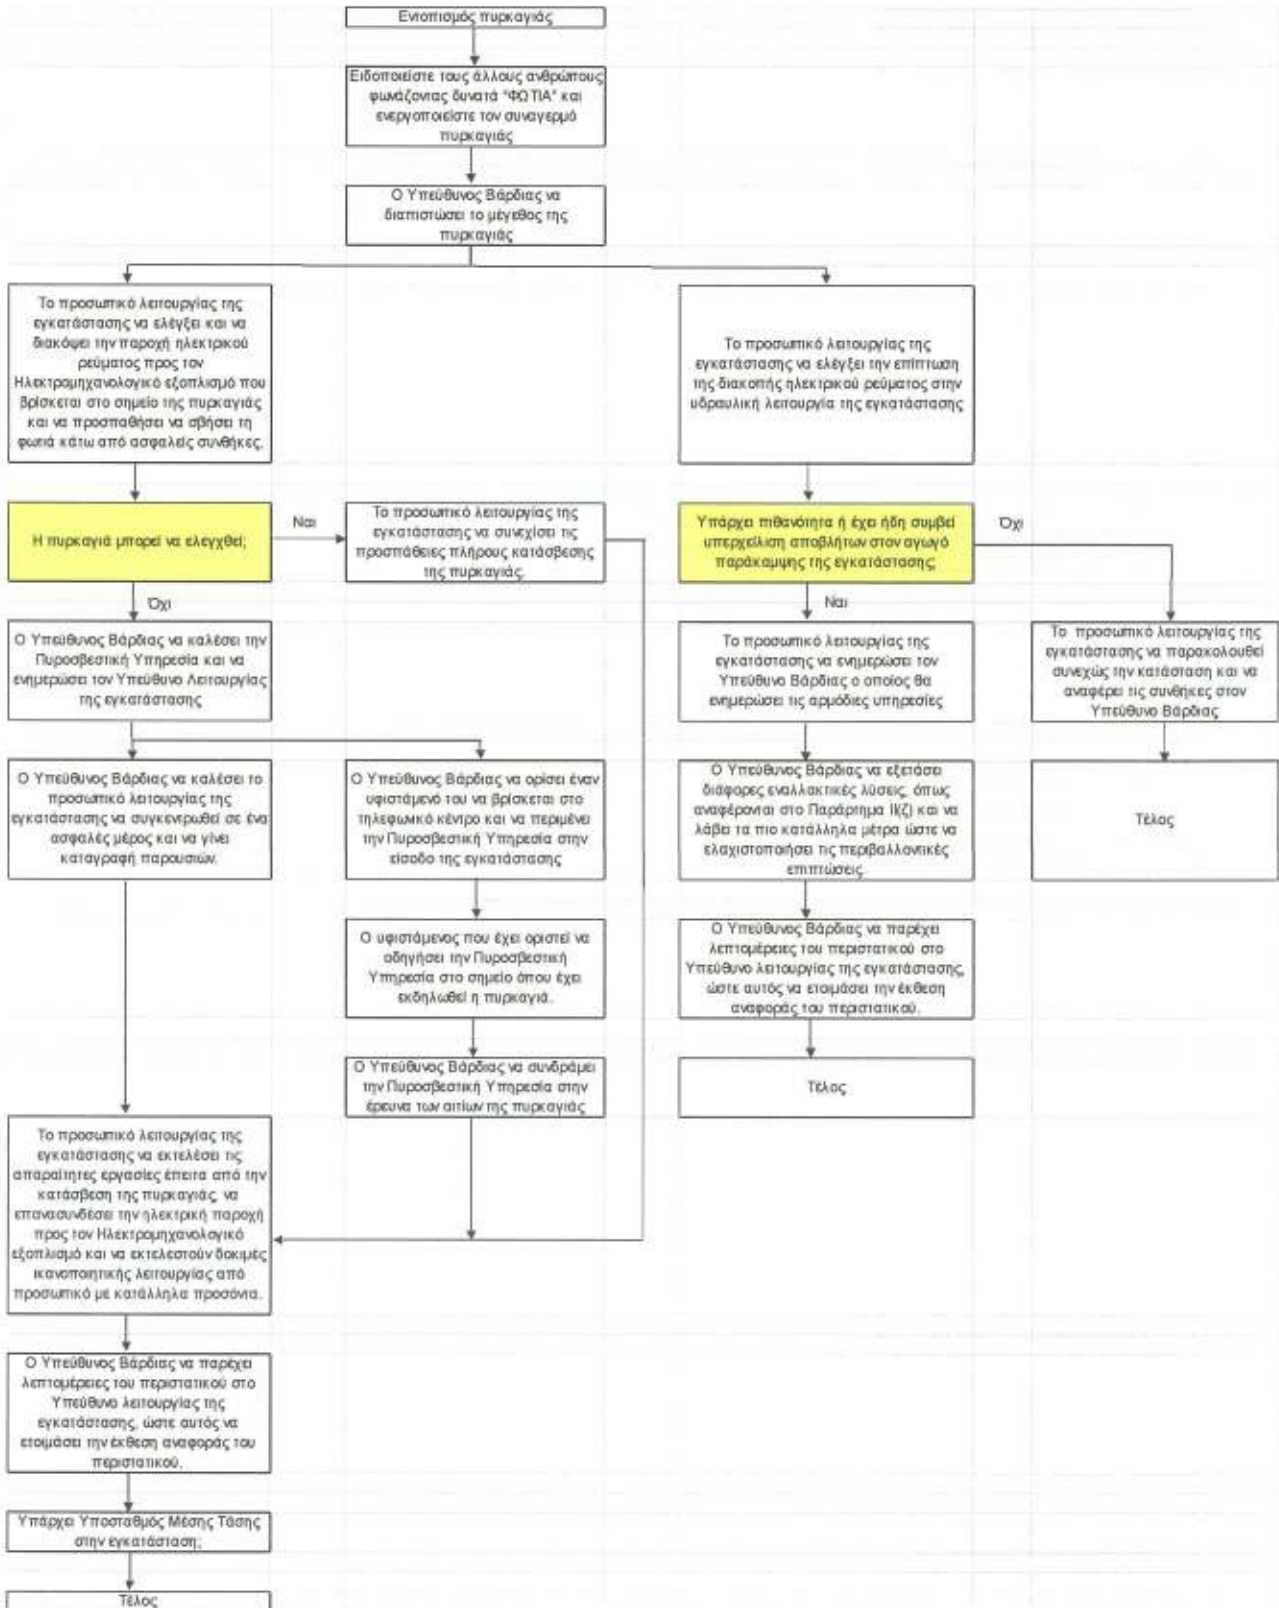 Εντοπισμός πυρκαγιάς
Ειδοποιείστε τους άλλους ανθρώπους
φωνάζοντας δυνατά "ΦΩΤΙΑ" και
ενεργοποιείστε τον συναγερμό
πυρκαγιάς
Ο Υπεύθυνος Βάρδιας να
διαπιστώσει το μέγεθος της
πυρκαγιάς
Το προσωπικό λειτουργίας της
εγκατάστασης να ελέγξει και να
διακόψει την παροχή ηλεκτρικού
ρεύματος προς τον
Ηλεκτρομηχανολογικό εξοπλισμό που
βρίσκεται στο σημείο της πυρκαγιάς
και να προσπαθήσει να σβήσει τη
φωτιά κάτω από ασφαλείς συνθήκες.
Το προσωπικό λειτουργίας της
εγκατάστασης να ελέγξει την επίπτωση
της διακοπής ηλεκτρικού ρεύματος στην
υδραυλική λειτουργία της εγκατάστασης
Η πυρκαγιά μπορεί να ελεγχθεί;
Ναι
Το προσωπικό λειτουργίας της
εγκατάστασης να συνεχίσει τις
προσπάθειες πλήρους κατάσβεσης
της πυρκαγιάς.
Υπάρχει πιθανότητα ή έχει ήδη συμβεί
υπερχείλιση αποβλήτων στον αγωγό
παράκαμψης της εγκατάστασης;
Όχι
Όχι
Ναι
Ο Υπεύθυνος Βάρδιας να καλέσει την
Πυροσβεστική Υπηρεσία και να
ενημερώσει τον Υπεύθυνο Λειτουργίας
της εγκατάστασης
Το προσωπικό λειτουργίας της
εγκατάστασης να ενημερώσει τον
Υπεύθυνο Βάρδιας ο οποίος θα
ενημερώσει τις αρμόδιες υπηρεσίες
Το προσωπικό λειτουργίας της
εγκατάστασης να παρακολουθεί
συνεχώς την κατάσταση και να
αναφέρει τις συνθήκες στον
Υπεύθυνο Βάρδιας
Ο Υπεύθυνος Βάρδιας να καλέσει το
προσωπικό λειτουργίας της
εγκατάστασης να συγκεντρωθεί σε ένα
ασφαλές μέρος και να γίνει
καταγραφή παρουσιών.
Ο Υπεύθυνος Βάρδιας να ορίσει έναν
υφιστάμενό του να βρίσκεται στο
τηλεφωνικό κέντρο και να περιμένει
την Πυροσβεστική Υπηρεσία στην
είσοδο της εγκατάστασης
Ο Υπεύθυνος Βάρδιας να εξετάσει
διάφορες εναλλακτικές λύσεις, όπως
αναφέρονται στο Παράρτημα ΙΙ(ζ) και να
λάβει τα πιο κατάλληλα μέτρα ώστε να
ελαχιστοποιήσει τις περιβαλλοντικές
επιπτώσεις.
Τέλος
Ο υφιστάμενος που έχει οριστεί να
οδηγήσει την Πυροσβεστική
Υπηρεσία στο σημείο όπου έχει
εκδηλωθεί η πυρκαγιά.
Ο Υπεύθυνος Βάρδιας να παρέχει
λεπτομέρειες του περιστατικού στο
Υπεύθυνο λειτουργίας της εγκατάστασης,
ώστε αυτός να ετοιμάσει την έκθεση
αναφοράς του περιστατικού.
Ο Υπεύθυνος Βάρδιας να συνδράμει
την Πυροσβεστική Υπηρεσία στην
έρευνα των αιτίων της πυρκαγιάς
Τέλος
Το προσωπικό λειτουργίας της
εγκατάστασης να εκτελέσει τις
απαραίτητες εργασίες έπειτα από την
κατάσβεση της πυρκαγιάς, να
επανασυνδέσει την ηλεκτρική παροχή
προς τον Ηλεκτρομηχανολογικό
εξοπλισμό και να εκτελεστούν δοκιμές
ικανοποιητικής λειτουργίας από
προσωπικό με κατάλληλα προσόντα.
Ο Υπεύθυνος Βάρδιας να παρέχει
λεπτομέρειες του περιστατικού στο
Υπεύθυνο λειτουργίας της
εγκατάστασης, ώστε αυτός να
ετοιμάσει την έκθεση αναφοράς του
περιστατικού.
Υπάρχει Υποσταθμός Μέσης Τάσης
στην εγκατάσταση;
Τέλος